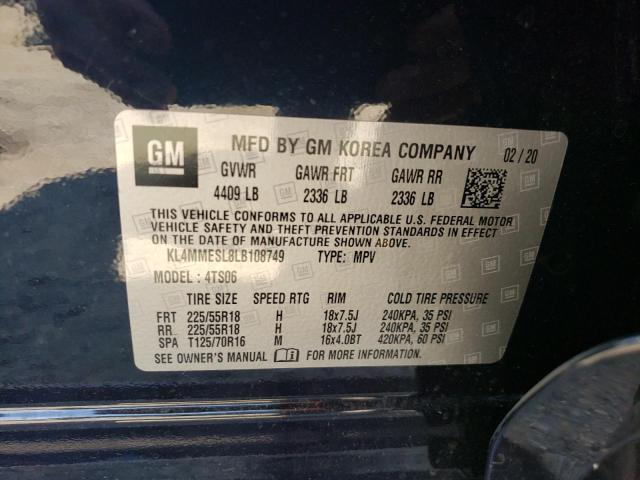 GM
MFD BY GM KOREA COMPANY 02/20
GVWR GAWR FRT GAWR RR
4409 LB 2336 LB 2336 LB
THIS VEHICLE CONFORMS TO ALL APPLICABLE U.S. FEDERAL MOTOR
VEHICLE SAFETY AND THEFT PREVENTION STANDARDS IN EFFECT
ON THE DATE OF MANUFACTURE SHOWN ABOVE.
KL4MMESL8LB108749 TYPE: MPV
MODEL: 4TS06
TIRE SIZE SPEED RTG RIM COLD TIRE PRESSURE
FRT 225/55R18 H 18x7.5J 240KPA, 35 PSI
RR 225/55R18 H 18x7.5J 240KPA, 35 PSI
SPA T125/70R16 M 16x4.0BT 420KPA, 60 PSI
SEE OWNER'S MANUAL FOR MORE INFORMATION.